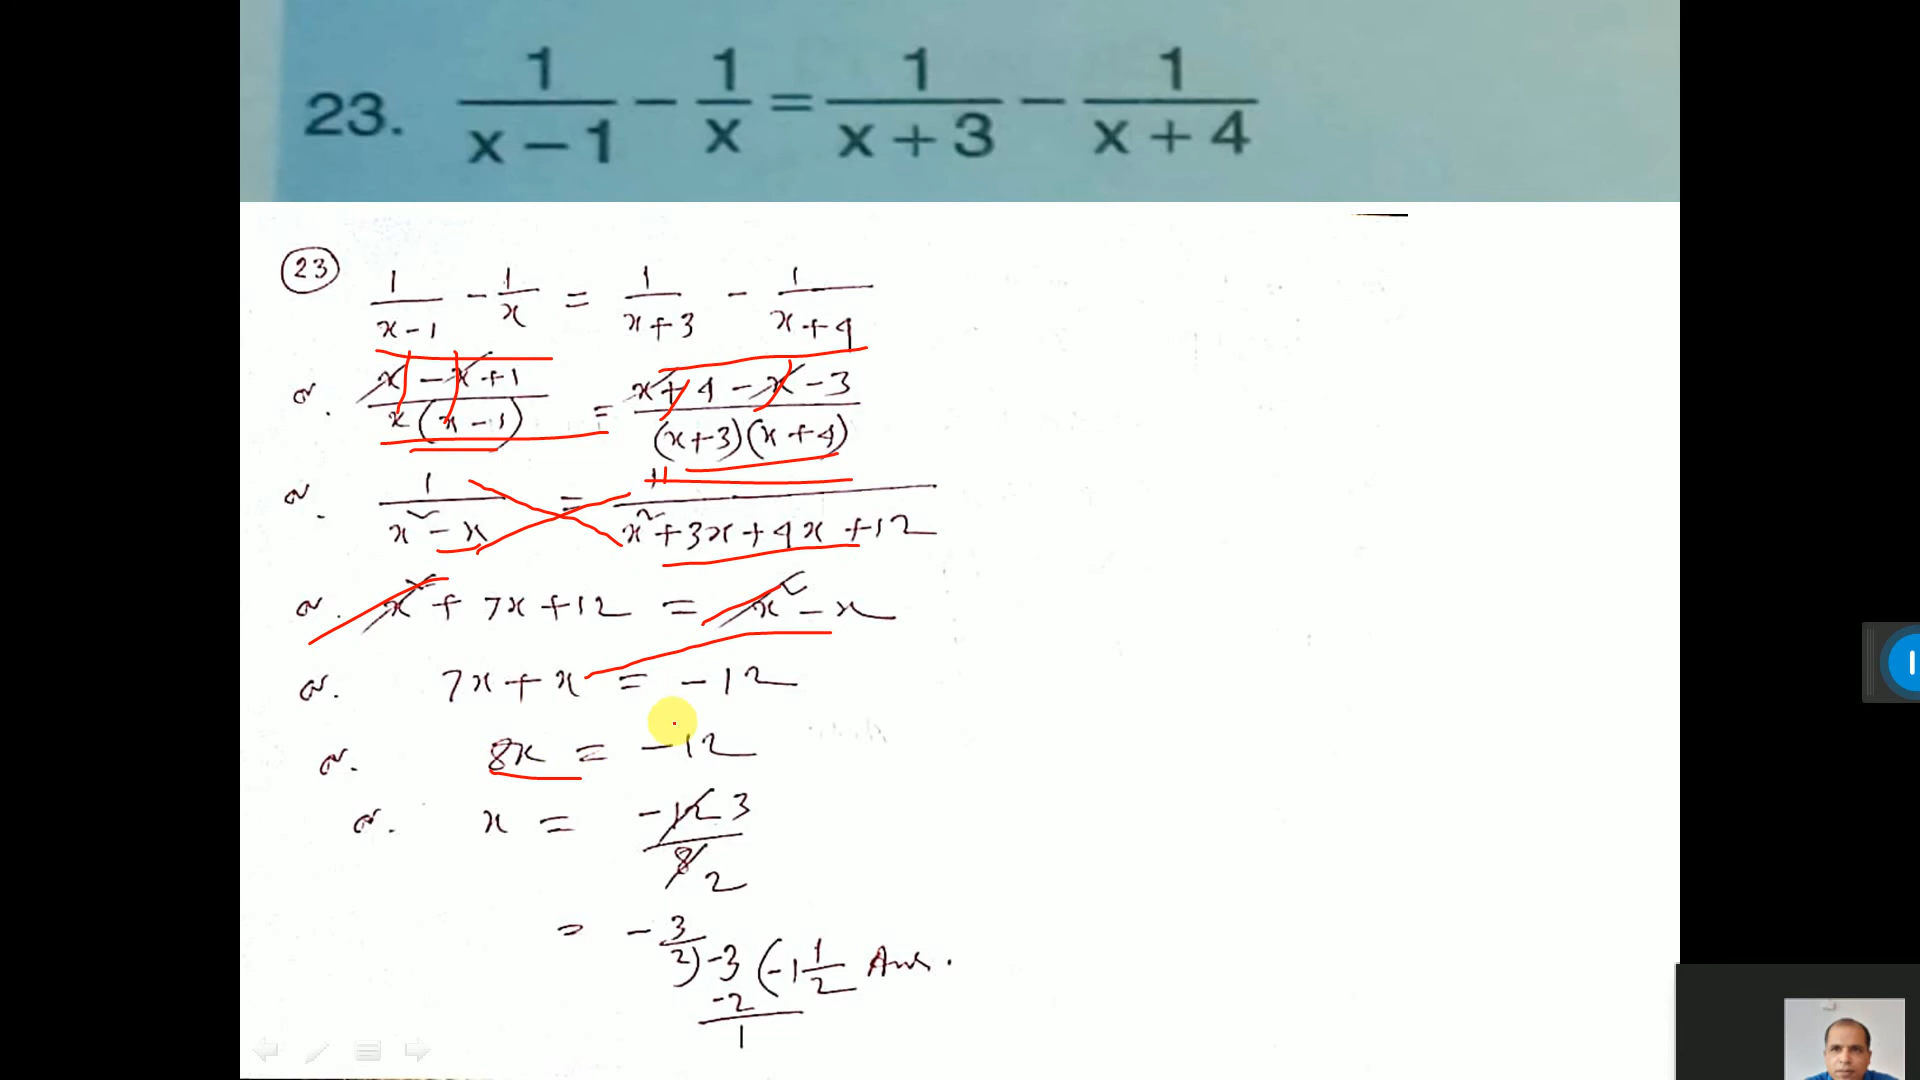 23. 1/(x-1) - 1/x = 1/(x+3) - 1/(x+4)
(23) 1/(x-1) - 1/x = 1/(x+3) - 1/(x+4)
or. (x - x+1)/(x(x-1)) = (x+4-x-3)/((x+3)(x+4))
or. 1/(x²-x) = 1/(x²+3x+4x+12)
or. x² + 7x+12 = x² - x
or. 7x+x = -12
or. 8x = -12
or. x = -12 3/8 2
= -3/2
2) -3 (-1 1/2 Ans.
-2
1